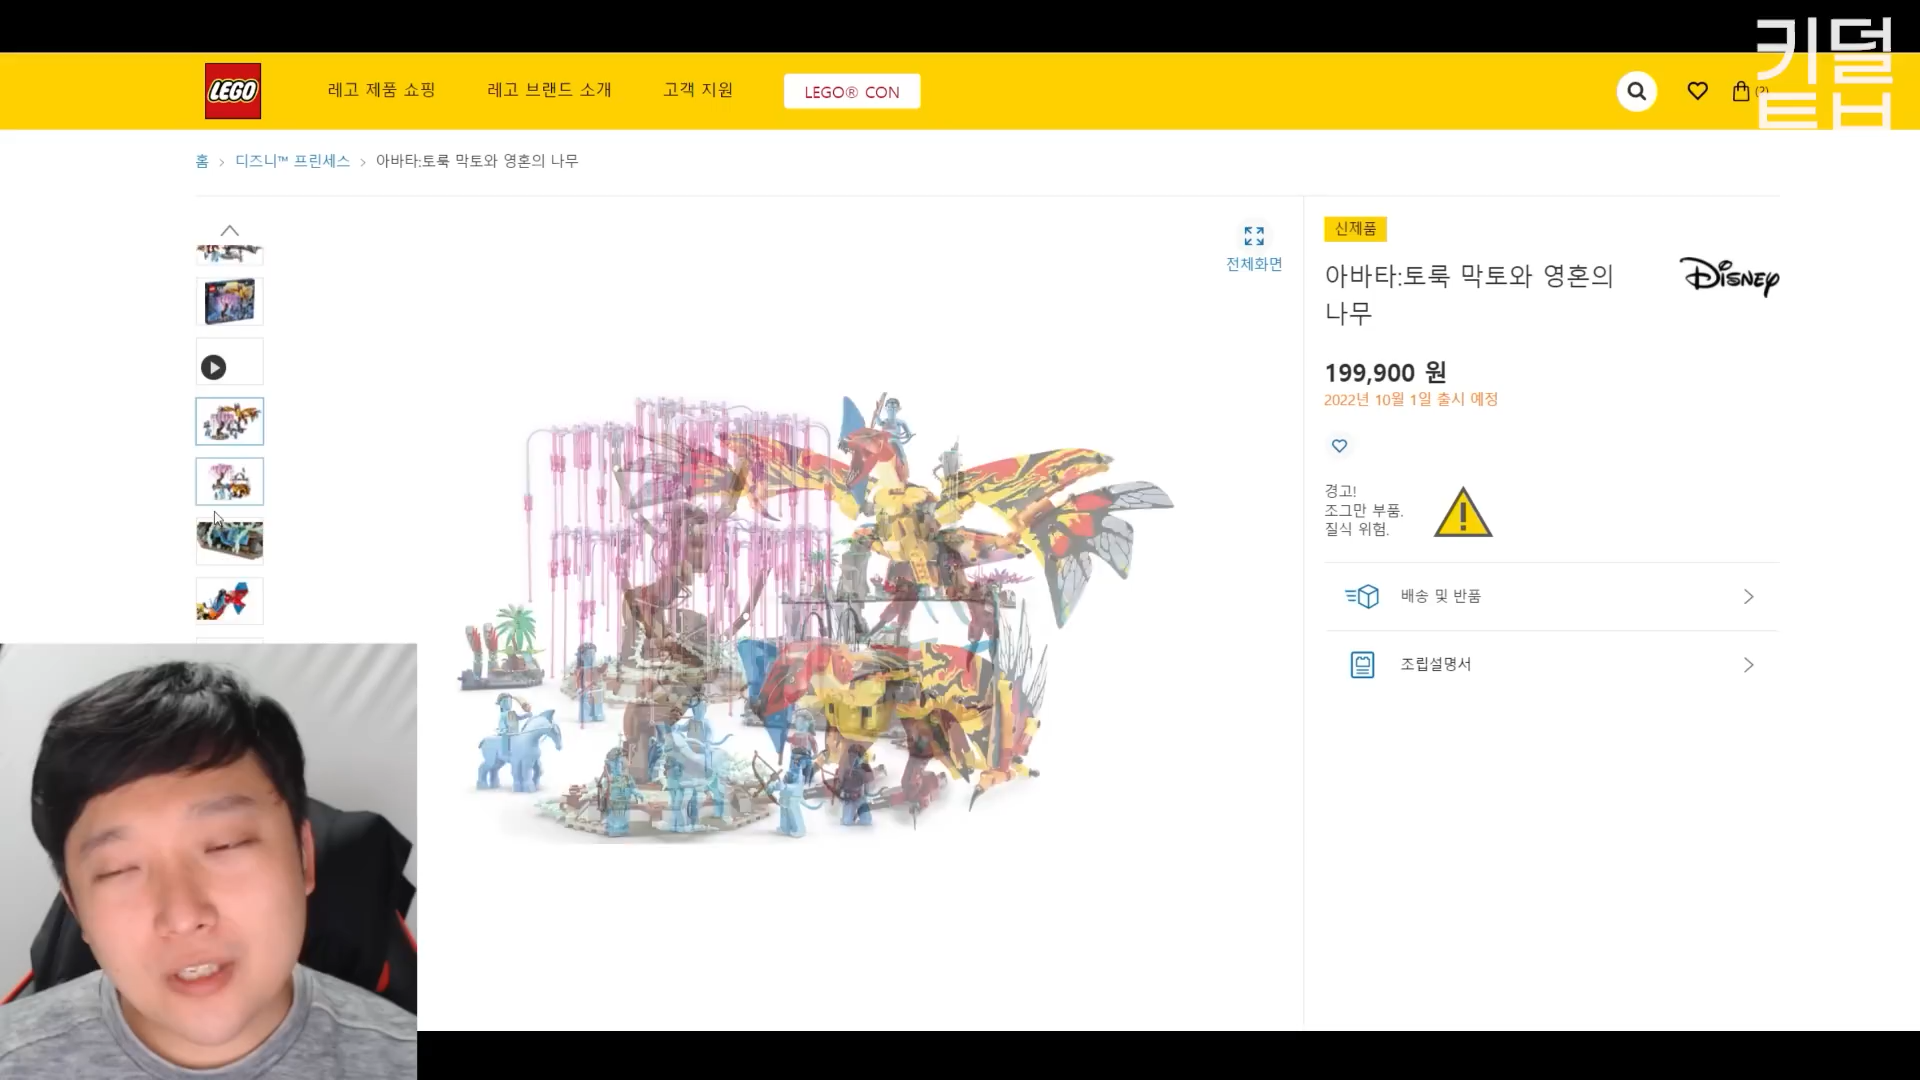 키덜
트브
LEGO
레고 제품 쇼핑
레고 브랜드 소개
고객 지원
LEGO® CON
(2)
홈 > 디즈니™ 프린세스 > 아바타:토룩 막토와 영혼의 나무
전체화면
신제품
아바타:토룩 막토와 영혼의
나무
Disney
199,900 원
2022년 10월 1일 출시 예정
경고!
조그만 부품.
질식 위험.
배송 및 반품
조립설명서